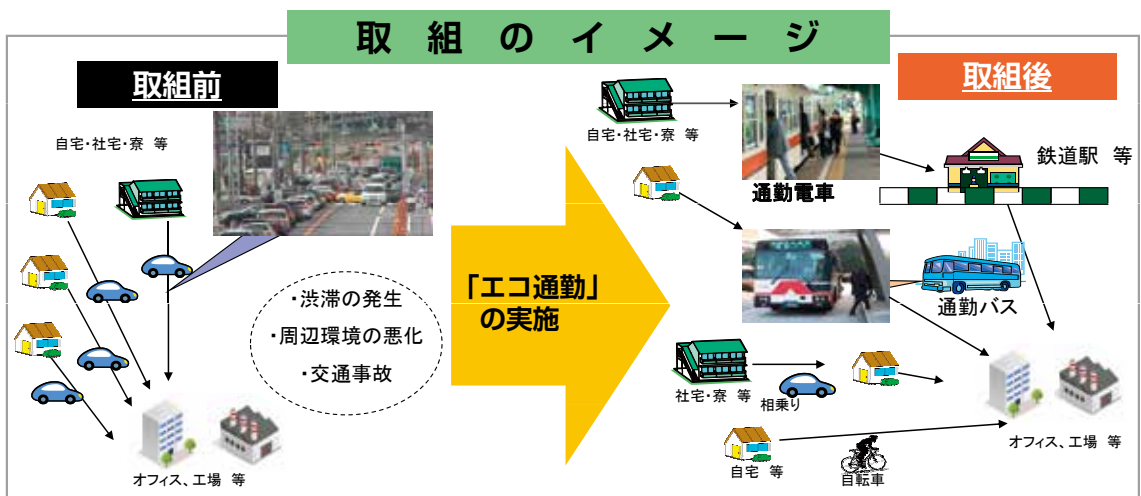 取組のイメージ
取組前
自宅・社宅・寮 等
・渋滞の発生
・周辺環境の悪化
・交通事故
オフィス、工場 等
「エコ通勤」
の実施
取組後
自宅・社宅・寮 等
通勤電車
鉄道駅 等
通勤バス
社宅・寮 等
相乗り
自宅 等
自転車
オフィス、工場 等